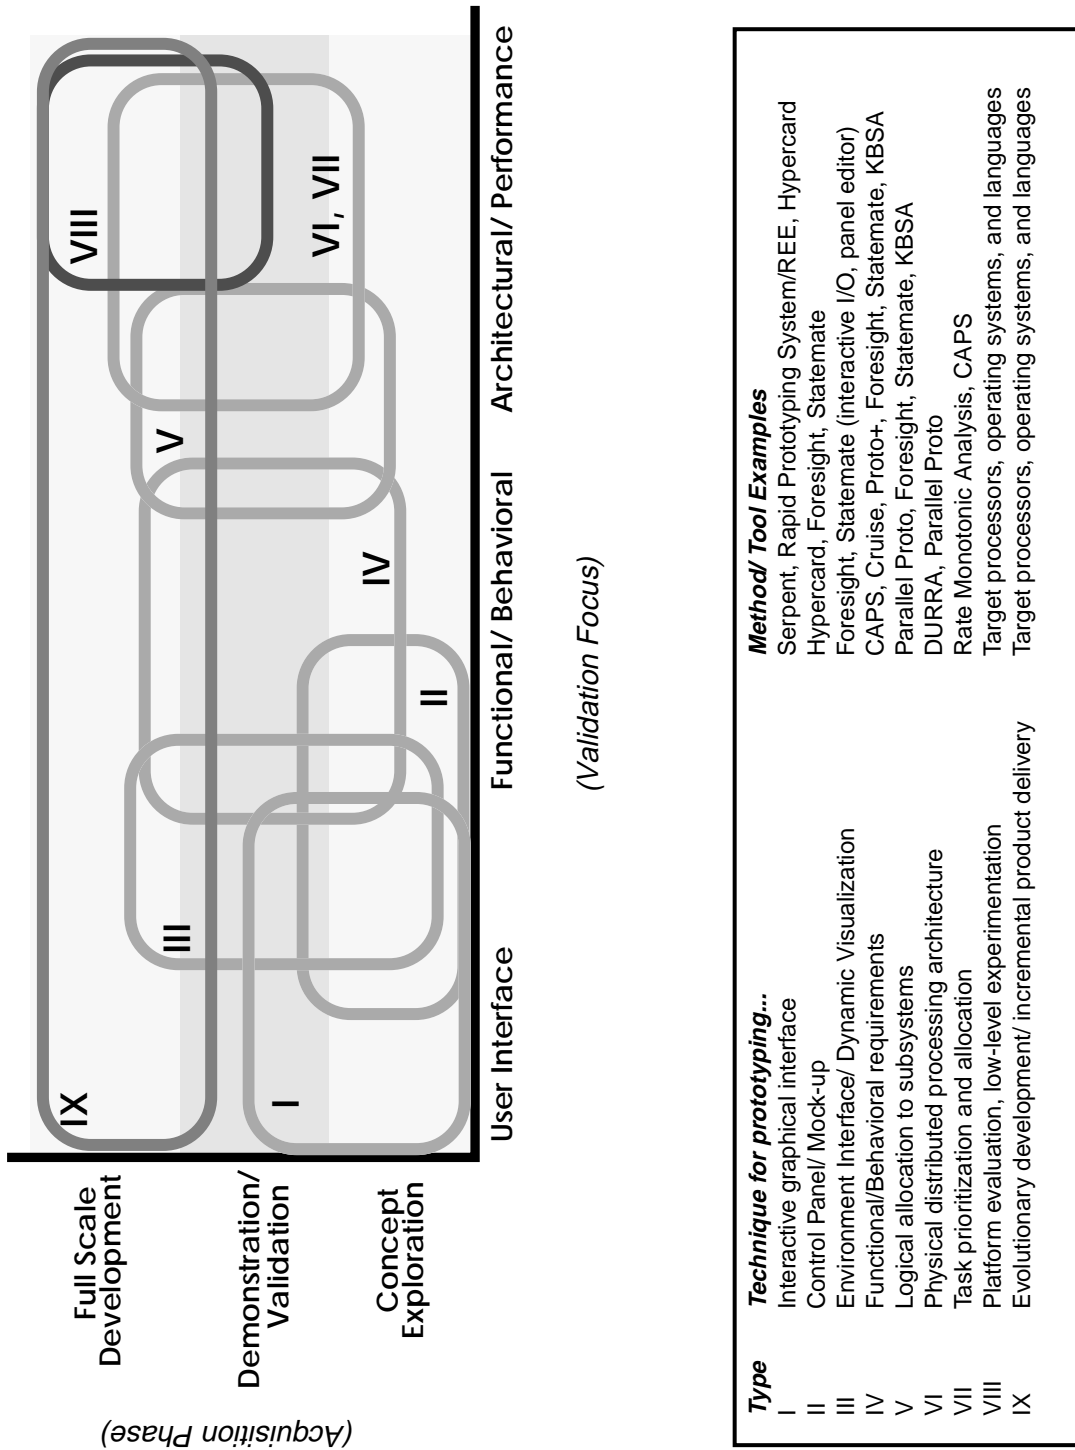 (Acquisition Phase)
Full Scale
Development
Demonstration/
Validation
Concept
Exploration
IX
VIII
V
III
I
VI, VII
IV
II
User Interface
Functional/ Behavioral
Architectural/ Performance
(Validation Focus)
Type Technique for prototyping... Method/ Tool Examples
I Interactive graphical interface Serpent, Rapid Prototyping System/REE, Hypercard
II Control Panel/ Mock-up Hypercard, Foresight, Statemate
III Environment Interface/ Dynamic Visualization Foresight, Statemate (interactive I/O, panel editor)
IV Functional/Behavioral requirements CAPS, Cruise, Proto+, Foresight, Statemate, KBSA
V Logical allocation to subsystems Parallel Proto, Foresight, Statemate, KBSA
VI Physical distributed processing architecture DURRA, Parallel Proto
VII Task prioritization and allocation Rate Monotonic Analysis, CAPS
VIII Platform evaluation, low-level experimentation Target processors, operating systems, and languages
IX Evolutionary development/ incremental product delivery Target processors, operating systems, and languages